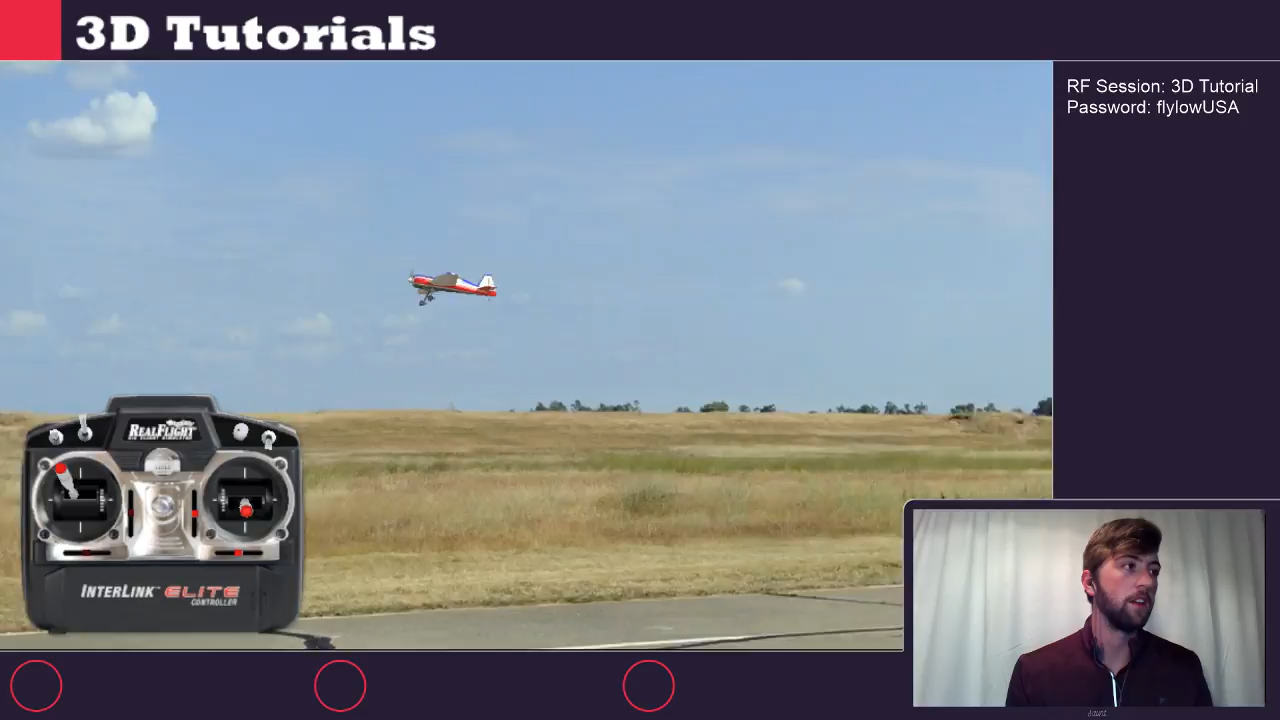 3D Tutorials
RF Session: 3D Tutorial
Password: flylowUSA
REALFLIGHT
INTERLINK ELITE
CONTROLLER